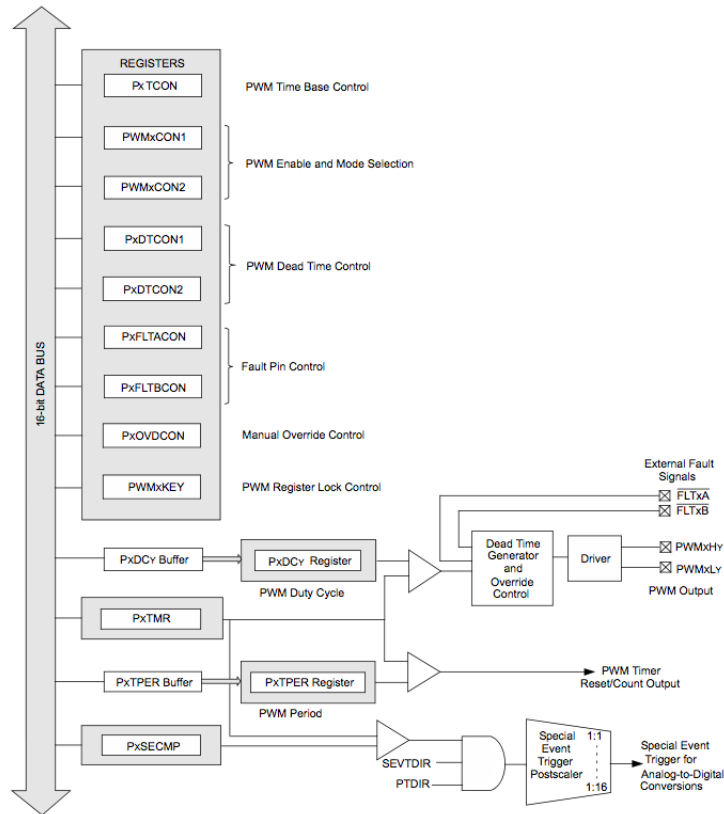 REGISTERS
PxTCON
PWM Time Base Control
PWMxCON1
PWM Enable and Mode Selection
PWMxCON2
PxDTCON1
PWM Dead Time Control
PxDTCON2
PxFLTACON
Fault Pin Control
PxFLTBCON
16-bit DATA BUS
PxOVDCON
Manual Override Control
PWMxKEY
PWM Register Lock Control
External Fault
Signals
FLTxA
FLTxB
PxDCY Buffer
PxDCY Register
PWM Duty Cycle
Dead Time
Generator
and
Override
Control
Driver
PWMxHY
PWMxLY
PWM Output
PxTMR
PxTPER Buffer
PxTPER Register
PWM Period
PWM Timer
Reset/Count Output
PxSECMP
SEVTDIR
PTDIR
Special
Event
Trigger
Postscaler
1:1
1:16
Special Event
Trigger for
Analog-to-Digital
Conversions